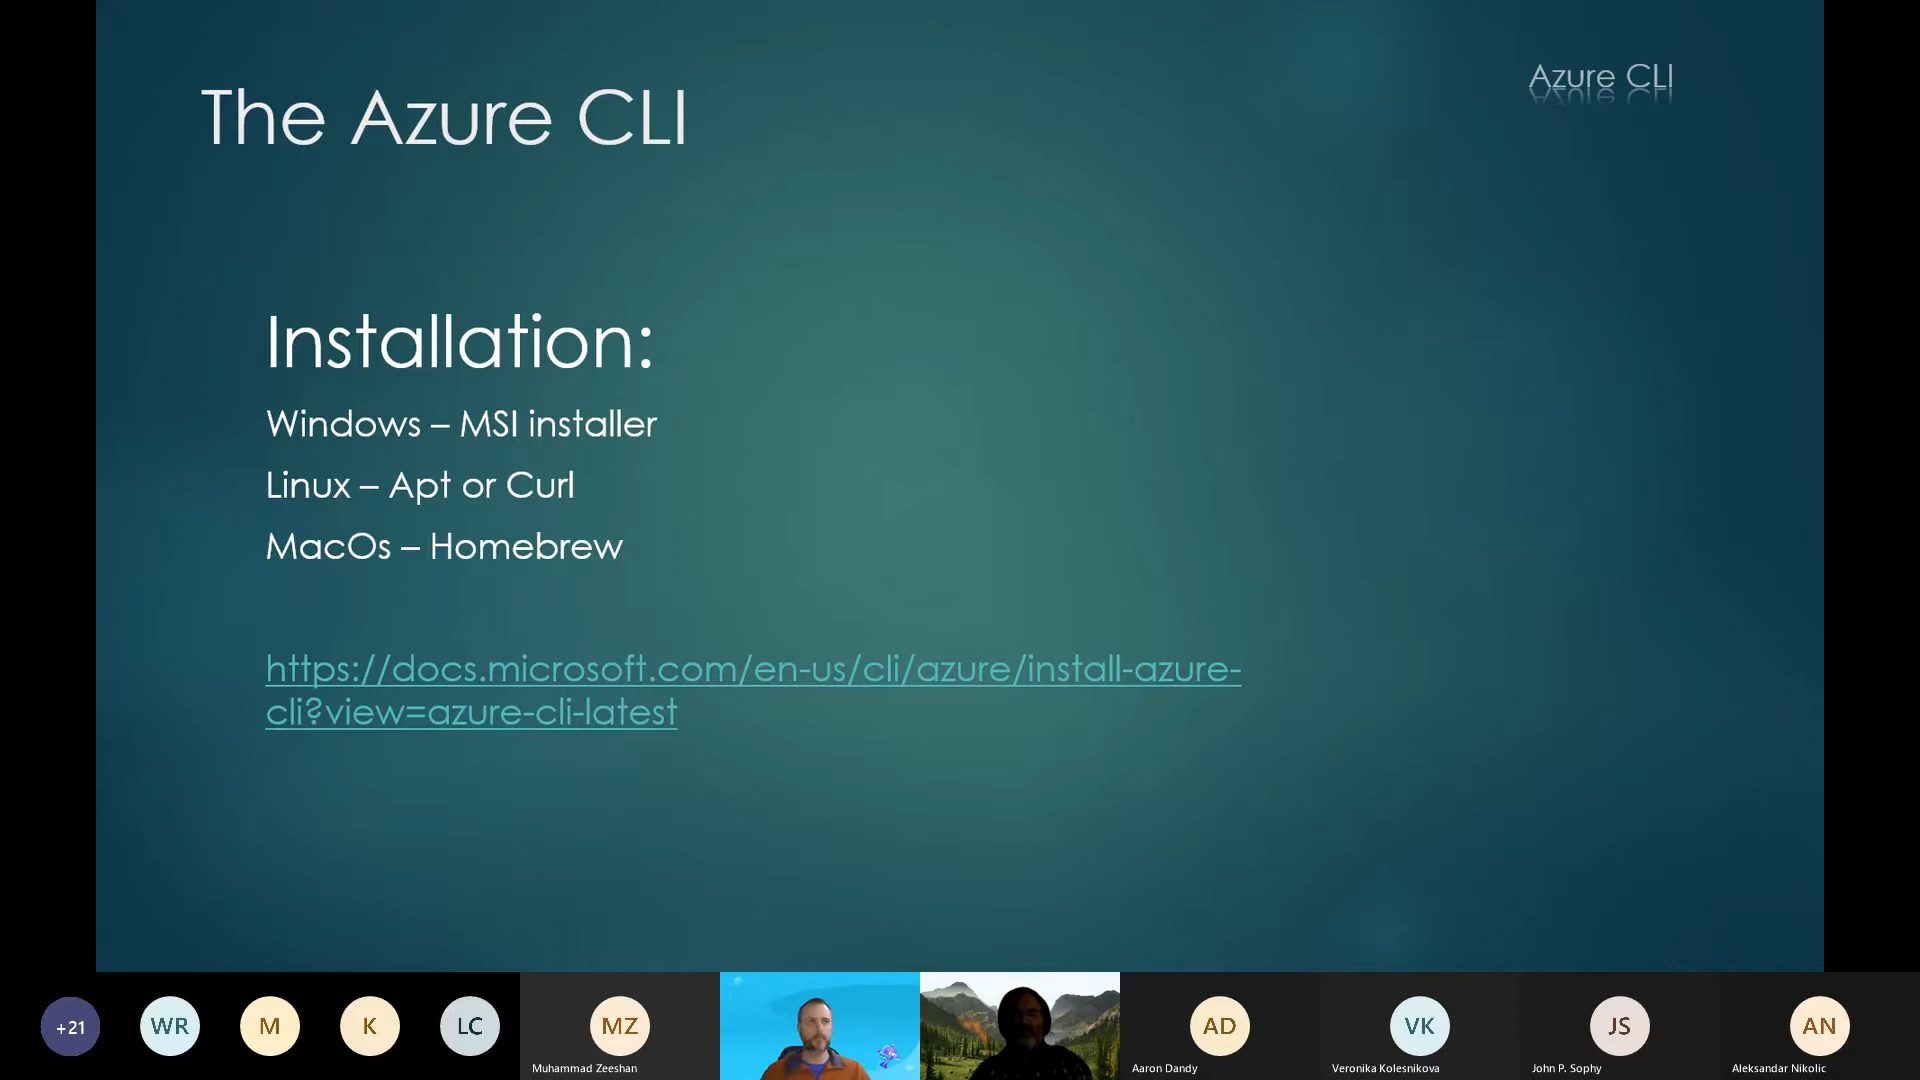 The Azure CLI
Azure CLI
Installation:
Windows – MSI installer
Linux – Apt or Curl
MacOs – Homebrew
https://docs.microsoft.com/en-us/cli/azure/install-azure-
cli?view=azure-cli-latest
+21
WR
M
K
LC
MZ
Muhammad Zeeshan
AD
Aaron Dandy
VK
Veronika Kolesnikova
JS
John P. Sophy
AN
Aleksandar Nikolic